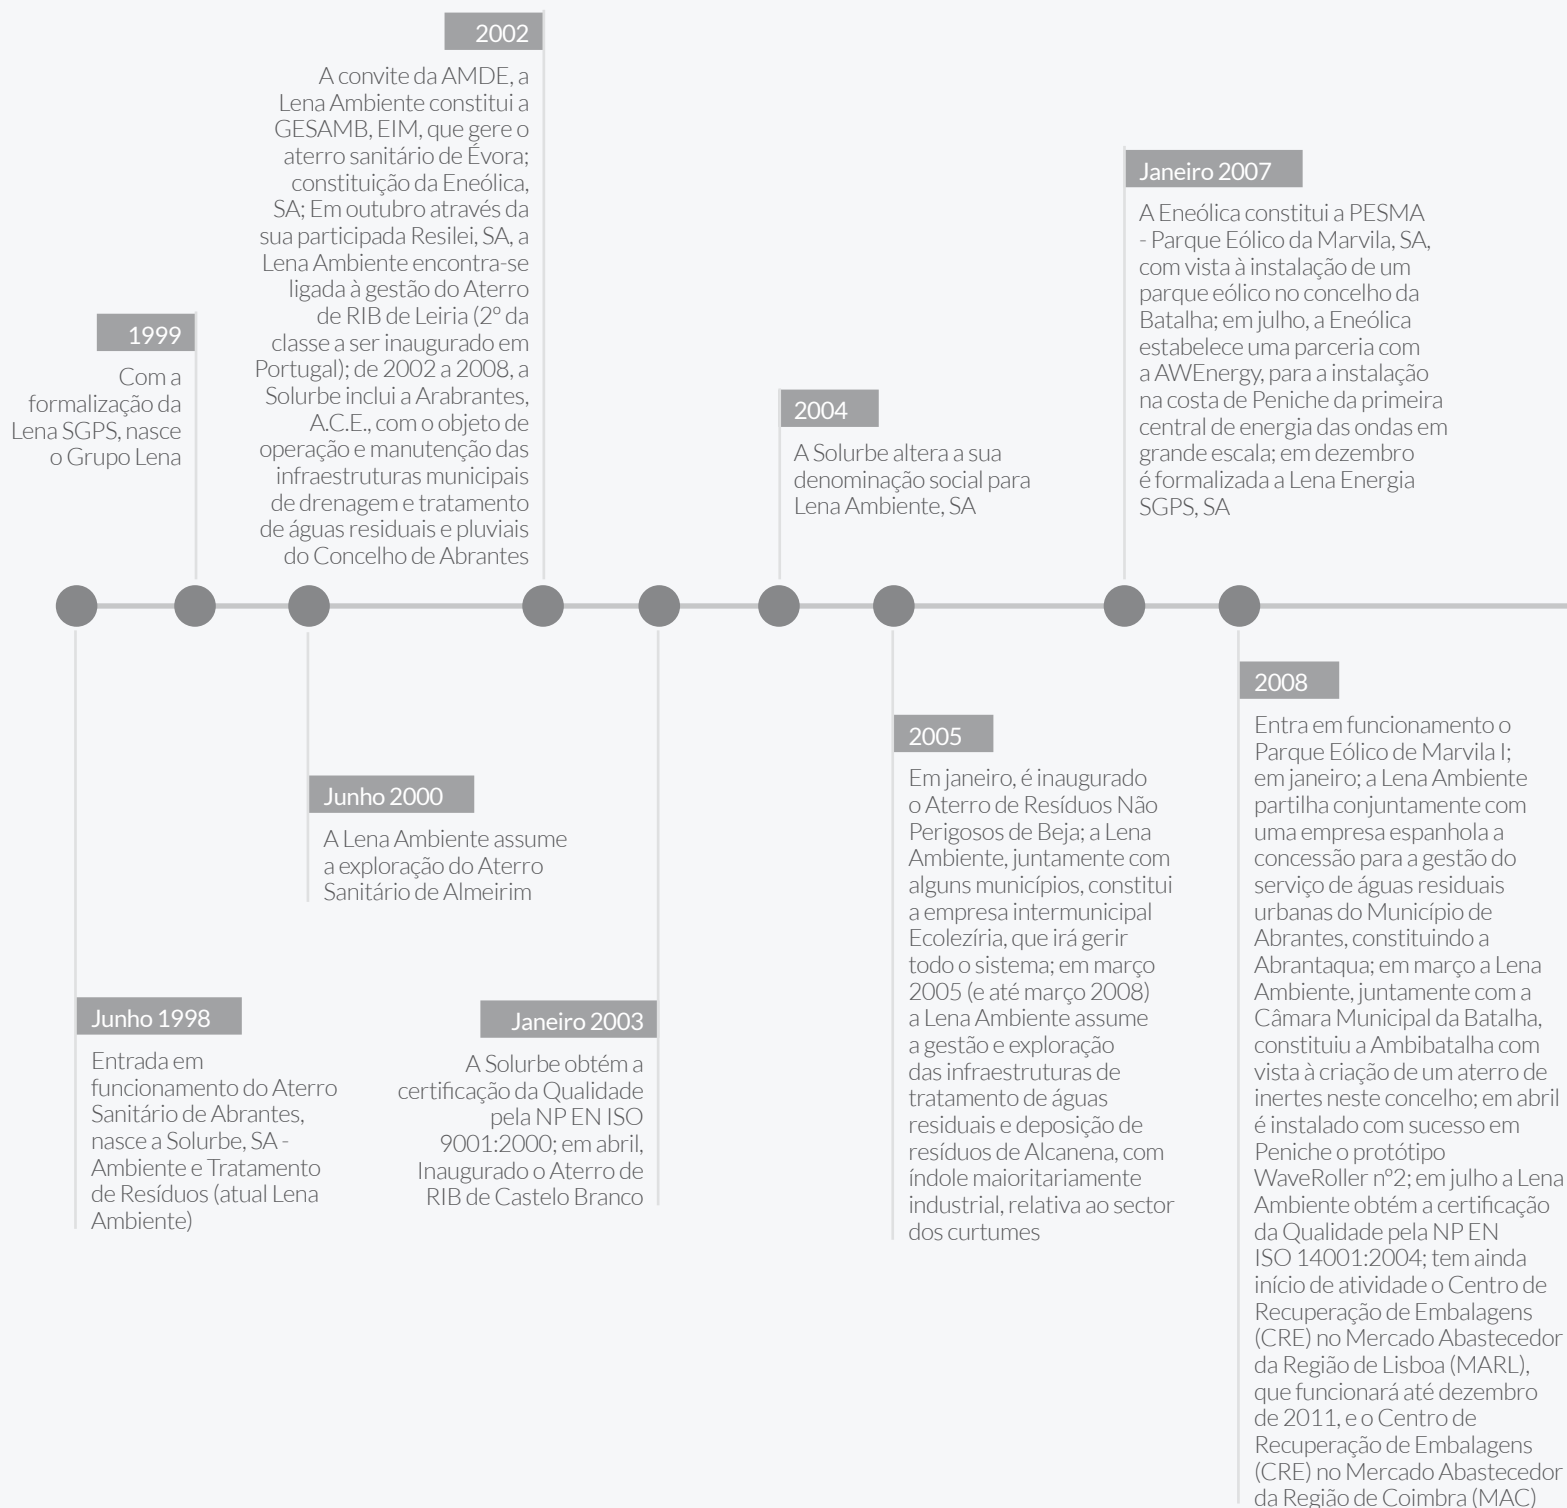 2002
A convite da AMDE, a
Lena Ambiente constitui a
GESAMB, EIM, que gere o
aterro sanitário de Évora;
constituição da Eneólica,
SA; Em outubro através da
sua participada Resilei, SA, a
Lena Ambiente encontra-se
ligada à gestão do Aterro
de RIB de Leiria (2º da
classe a ser inaugurado em
Portugal); de 2002 a 2008, a
Solurbe inclui a Arabrantes,
A.C.E., com o objeto de
operação e manutenção das
infraestruturas municipais
de drenagem e tratamento
de águas residuais e pluviais
do Concelho de Abrantes
Janeiro 2007
A Eneólica constitui a PESMA
- Parque Eólico da Marvila, SA,
com vista à instalação de um
parque eólico no concelho da
Batalha; em julho, a Eneólica
estabelece uma parceria com
a AWEnergy, para a instalação
na costa de Peniche da primeira
central de energia das ondas em
grande escala; em dezembro
é formalizada a Lena Energia
SGPS, SA
1999
Com a
formalização da
Lena SGPS, nasce
o Grupo Lena
2004
A Solurbe altera a sua
denominação social para
Lena Ambiente, SA
2008
Entra em funcionamento o
Parque Eólico de Marvila I;
em janeiro; a Lena Ambiente
partilha conjuntamente com
uma empresa espanhola a
concessão para a gestão do
serviço de águas residuais
urbanas do Município de
Abrantes, constituindo a
Abrantaqua; em março a Lena
Ambiente, juntamente com a
Câmara Municipal da Batalha,
constituiu a Ambibatalha com
vista à criação de um aterro de
inertes neste concelho; em abril
é instalado com sucesso em
Peniche o protótipo
WaveRoller nº2; em julho a Lena
Ambiente obtém a certificação
da Qualidade pela NP EN
ISO 14001:2004; tem ainda
início de atividade o Centro de
Recuperação de Embalagens
(CRE) no Mercado Abastecedor
da Região de Lisboa (MARL),
que funcionará até dezembro
de 2011, e o Centro de
Recuperação de Embalagens
(CRE) no Mercado Abastecedor
da Região de Coimbra (MAC)
2005
Em janeiro, é inaugurado
o Aterro de Resíduos Não
Perigosos de Beja; a Lena
Ambiente, juntamente com
alguns municípios, constitui
a empresa intermunicipal
Ecolezíria, que irá gerir
todo o sistema; em março
2005 (e até março 2008)
a Lena Ambiente assume
a gestão e exploração
das infraestruturas de
tratamento de águas
residuais e deposição de
resíduos de Alcanena, com
índole maioritariamente
industrial, relativa ao sector
dos curtumes
Junho 2000
A Lena Ambiente assume
a exploração do Aterro
Sanitário de Almeirim
Junho 1998
Entrada em
funcionamento do Aterro
Sanitário de Abrantes,
nasce a Solurbe, SA -
Ambiente e Tratamento
de Resíduos (atual Lena
Ambiente)
Janeiro 2003
A Solurbe obtém a
certificação da Qualidade
pela NP EN ISO
9001:2000; em abril,
Inaugurado o Aterro de
RIB de Castelo Branco